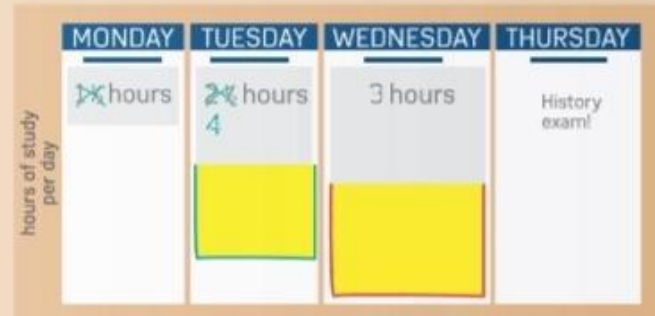 MONDAY TUESDAY WEDNESDAY THURSDAY
hours hours 3 hours History
4 exam!
hours of study
per day